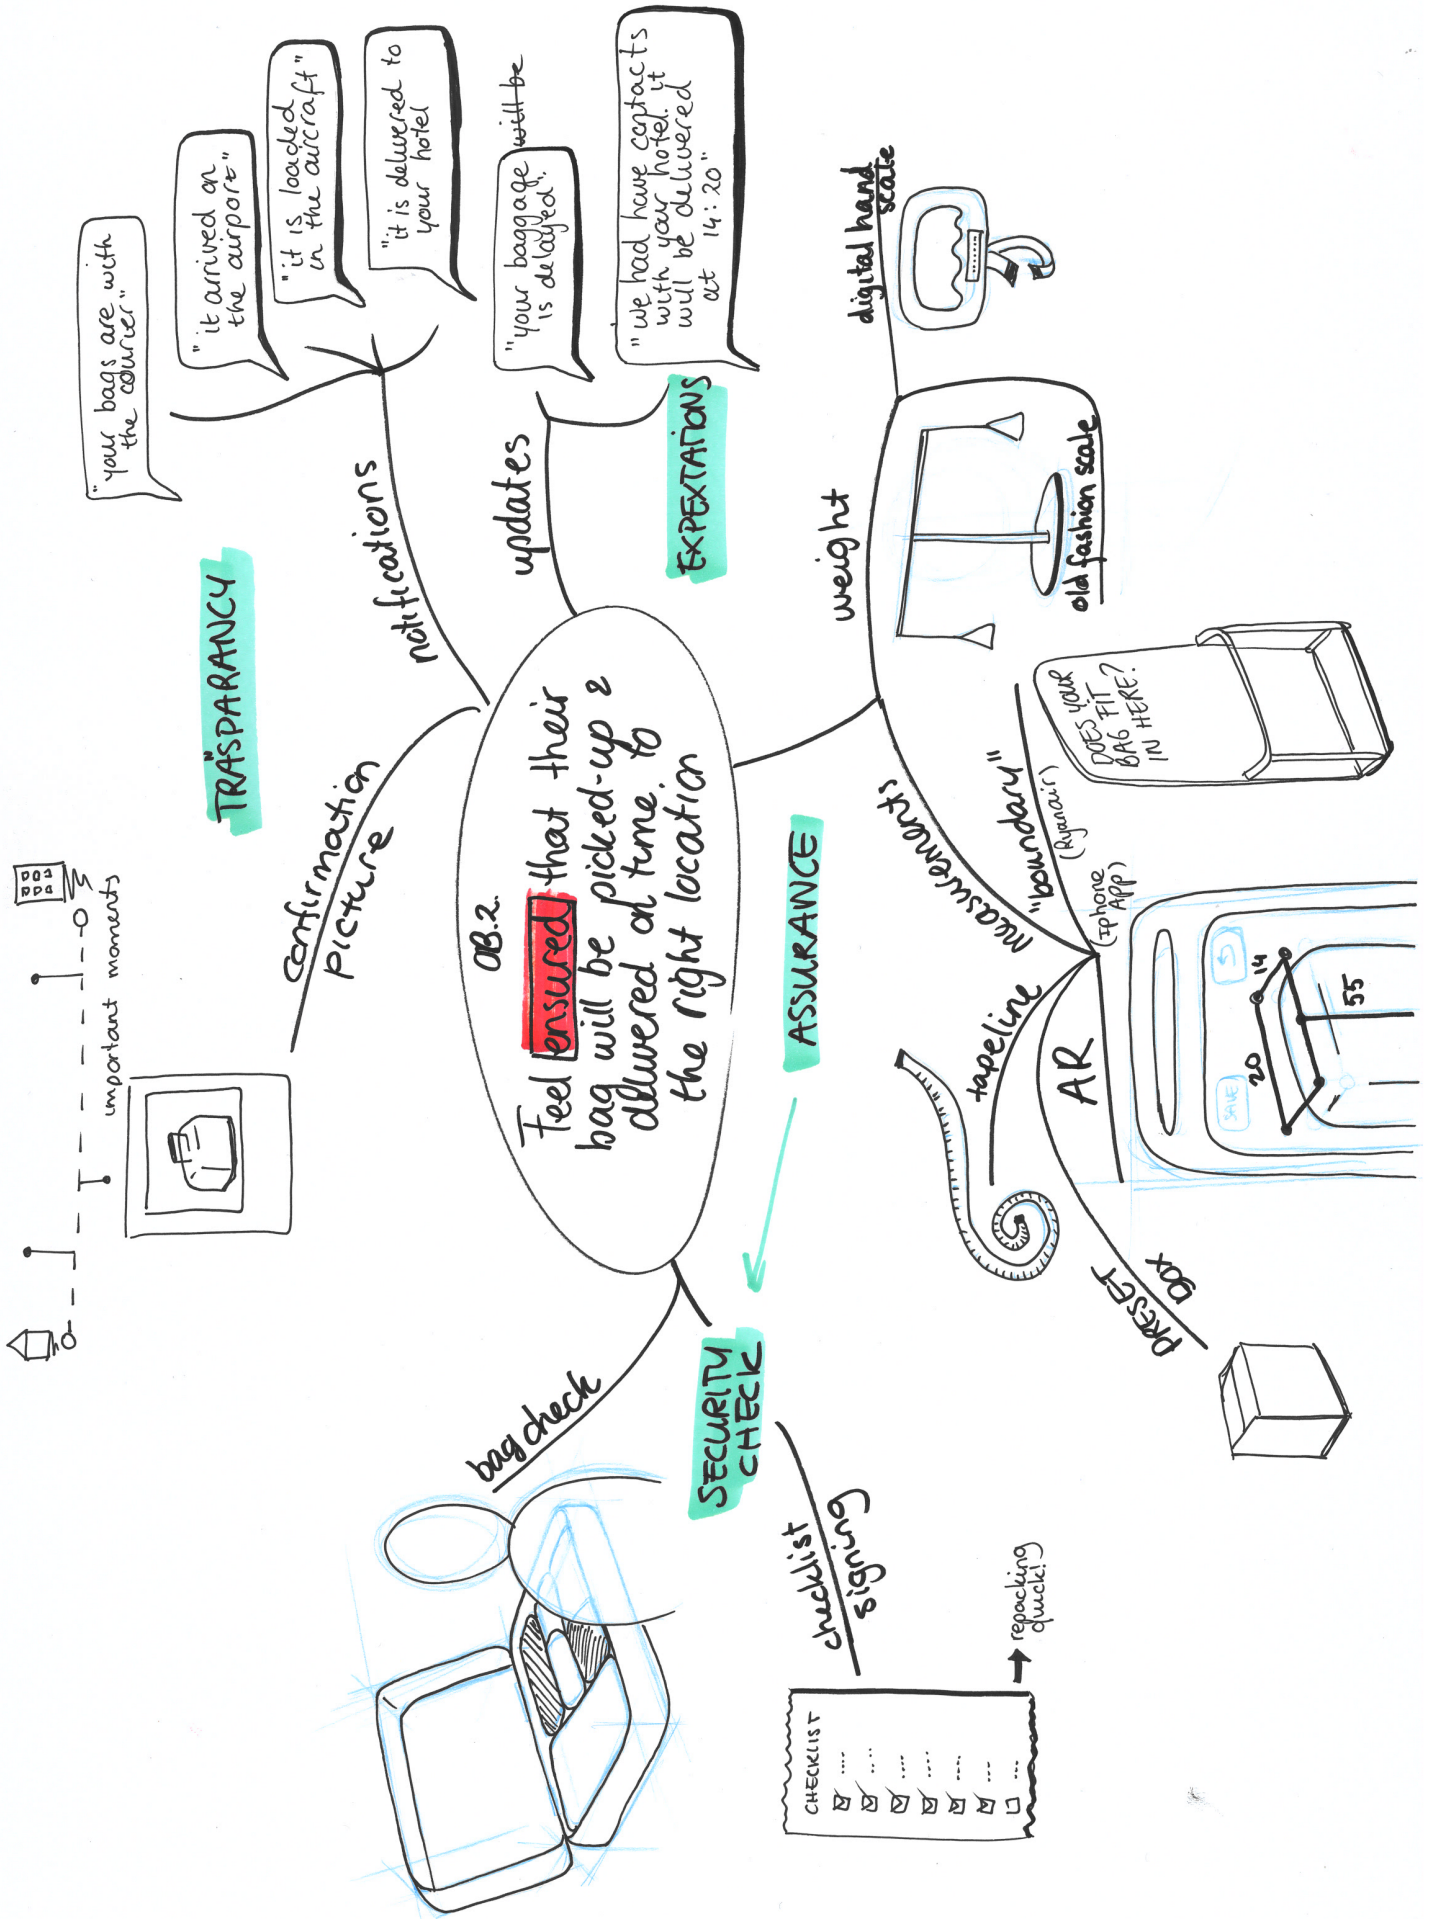 important moments
confirmation
picture
"TRASPARANCY"
notifications
"your bags are with
the courier"
"it arrived on
the airport"
"it is loaded
in the aircraft"
"it is delivered to
your hotel
updates
"your baggage will be
is delayed".
"we had have contacts
with your hotel. it
will be delivered
at 14:20"
EXPEXTATIONS
OB.2.
Feel ensured that their
bag will be picked-up &
delivered on time. to
the right location
ASSURANCE
bag check
SECURITY
CHECK
checklist
signing
CHECKLIST
repacking
quick!
weight
digital hand
scale
old fashion scale
measurements
"boundary"
(Ryanair)
DOES YOUR
BAG FIT
IN HERE?
tapeline
AR
(Iphone
APP)
SAVE
20
14
55
PRESET
box